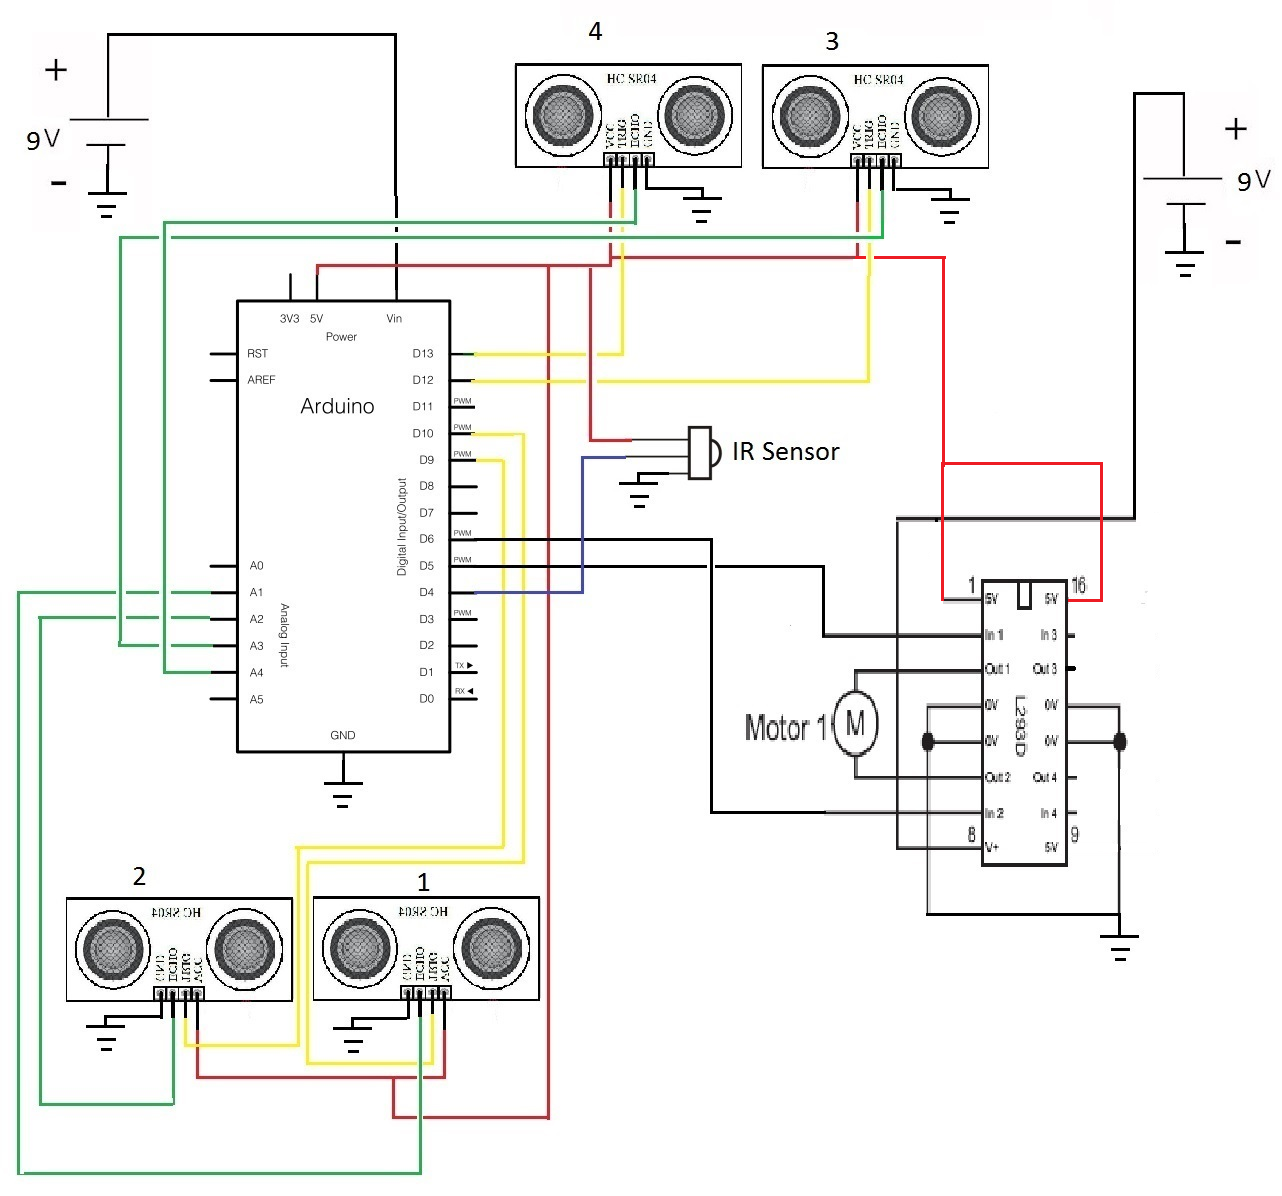 4
3
HC SR04
VCC TRIG ECHO GND
HC SR04
VCC TRIG ECHO GND
+
9V
-
+
9V
-
3V3 5V Vin
Power
RST
AREF
Arduino
D13
D12
D11 PWM
D10 PWM
D9 PWM
D8
D7
D6 PWM
D5 PWM
D4
D3 PWM
D2
D1 TX
D0 RX
Digital Input/Output
A0
A1
A2
A3
A4
A5
Analog Input
GND
IR Sensor
1
16
5V
5V
In 1
In 3
Out 1
Out 3
0V
0V
0V
0V
Out 2
Out 4
In 2
In 4
8
9
V+
5V
L293D
Motor 1
M
2
1
HC SR04
GND ECHO TRIG VCC
HC SR04
GND ECHO TRIG VCC